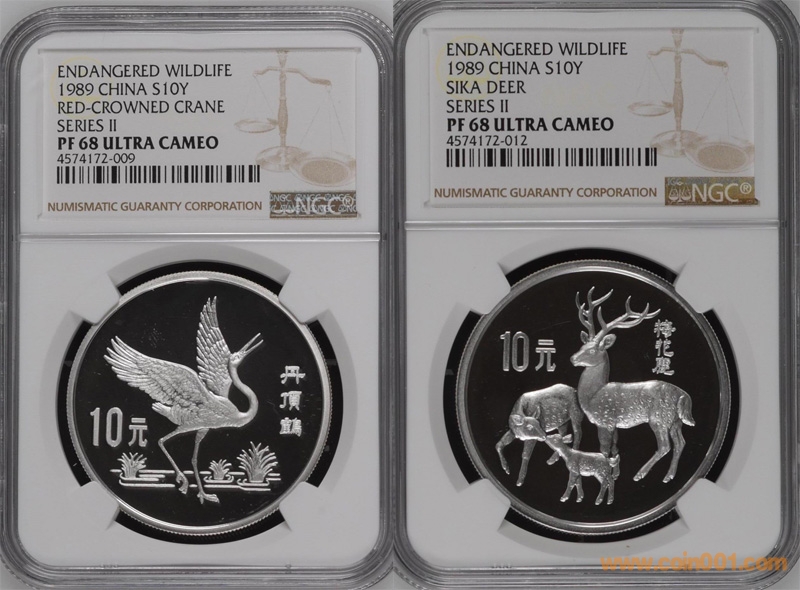 ENDANGERED WILDLIFE
1989 CHINA S10Y
RED-CROWNED CRANE
SERIES II
PF 68 ULTRA CAMEO
4574172-009
NUMISMATIC GUARANTY CORPORATION
NGC®
10元
丹
頂
鶴
ENDANGERED WILDLIFE
1989 CHINA S10Y
SIKA DEER
SERIES II
PF 68 ULTRA CAMEO
4574172-012
NUMISMATIC GUARANTY CORPORATION
NGC®
10元
梅
花
鹿
www.coin001.com